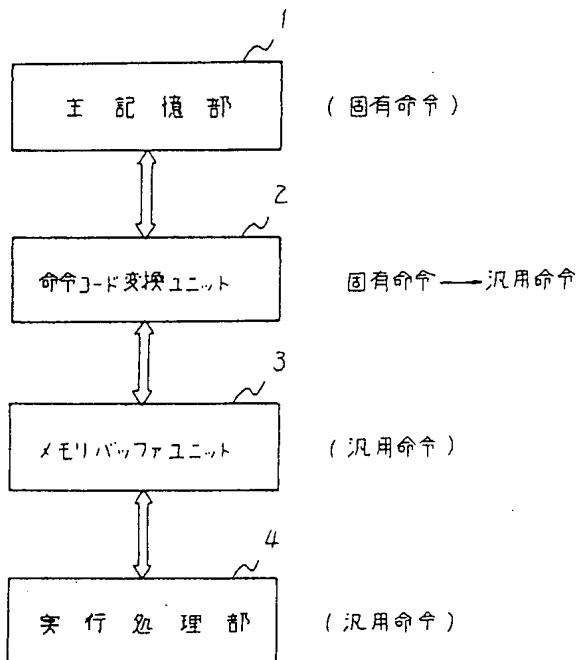 1
主記憶部 (固有命令)
2
命令コード変換ユニット 固有命令→汎用命令
3
メモリバッファユニット (汎用命令)
4
実行処理部 (汎用命令)